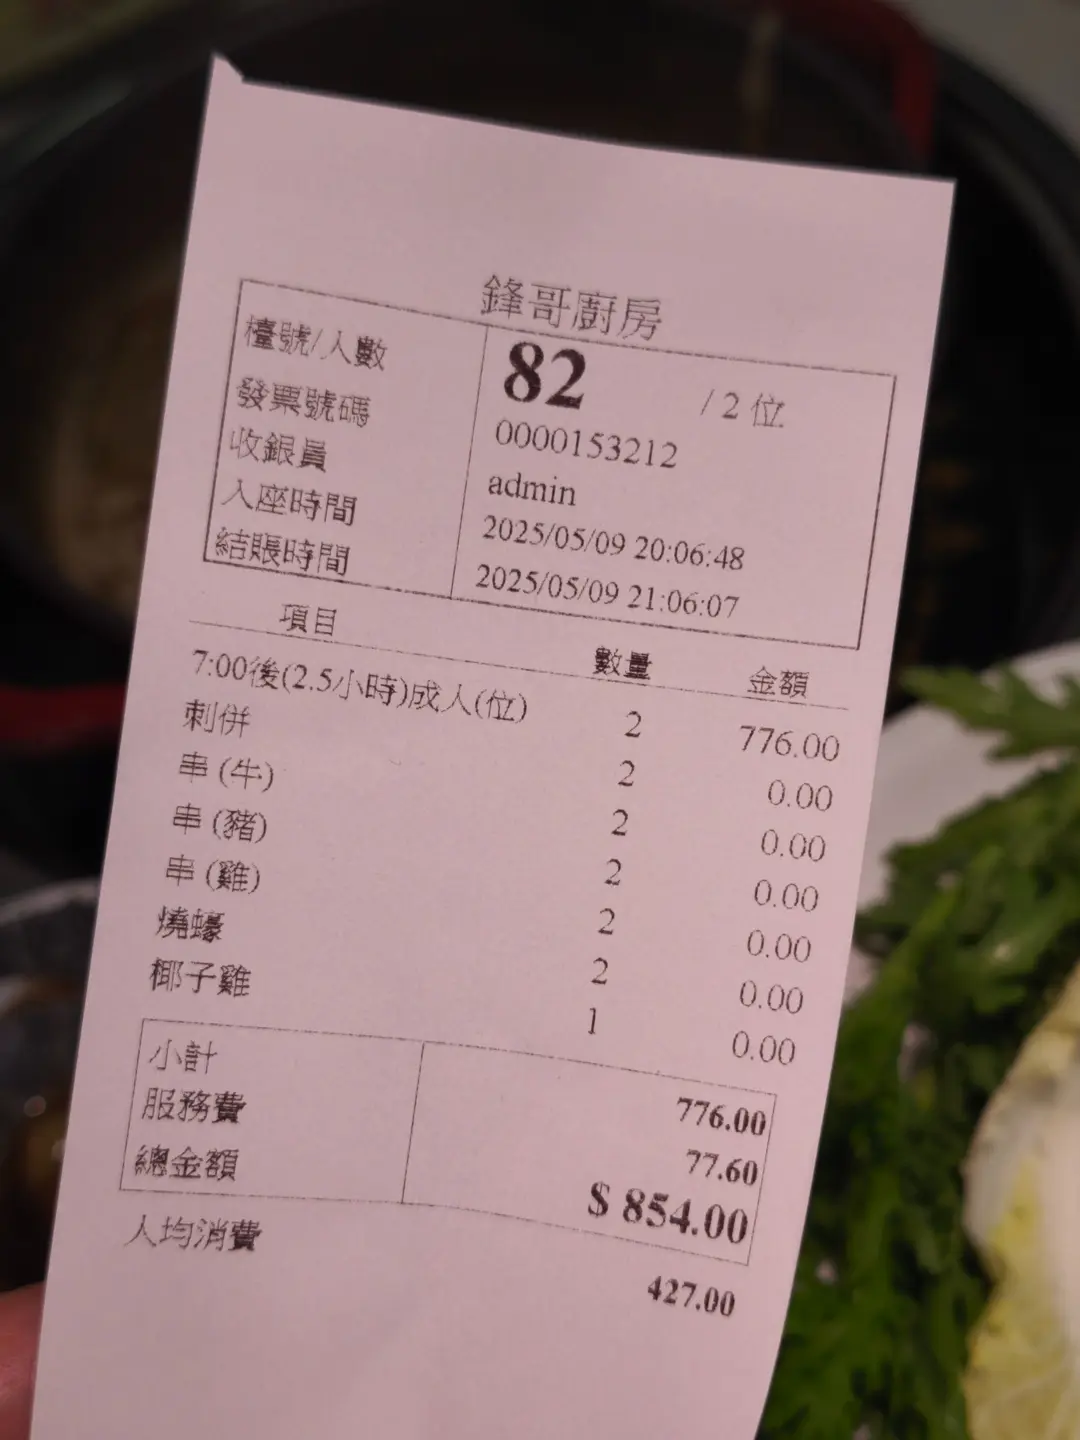 鋒哥廚房
檯號/人數 82 / 2 位
發票號碼 0000153212
收銀員 admin
入座時間 2025/05/09 20:06:48
結賬時間 2025/05/09 21:06:07
項目 數量 金額
7:00後(2.5小時)成人(位) 2 776.00
刺併 2 0.00
串 (牛) 2 0.00
串 (豬) 2 0.00
串 (雞) 2 0.00
燒蠔 2 0.00
椰子雞 1 0.00
小計 776.00
服務費 77.60
總金額 $ 854.00
人均消費 427.00